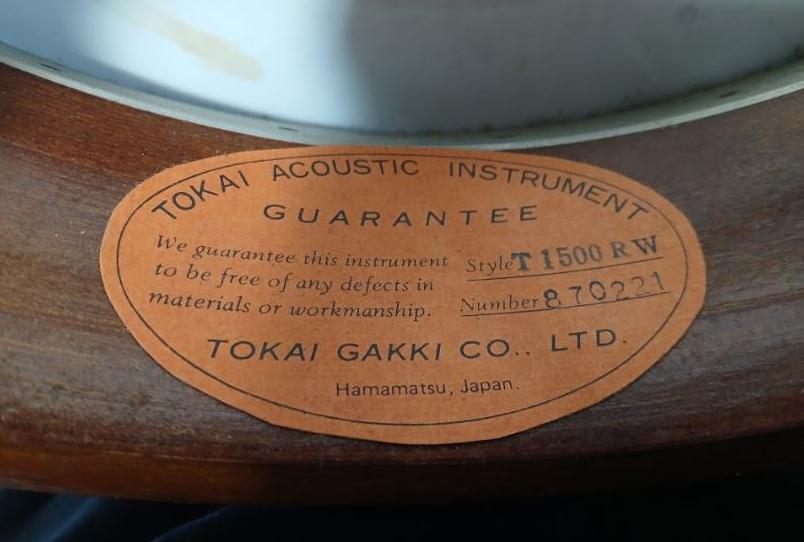 TOKAI ACOUSTIC INSTRUMENT
GUARANTEE
We guarantee this instrument
to be free of any defects in
materials or workmanship.
Style T 1500 RW
Number 870221
TOKAI GAKKI CO.. LTD.
Hamamatsu, Japan.